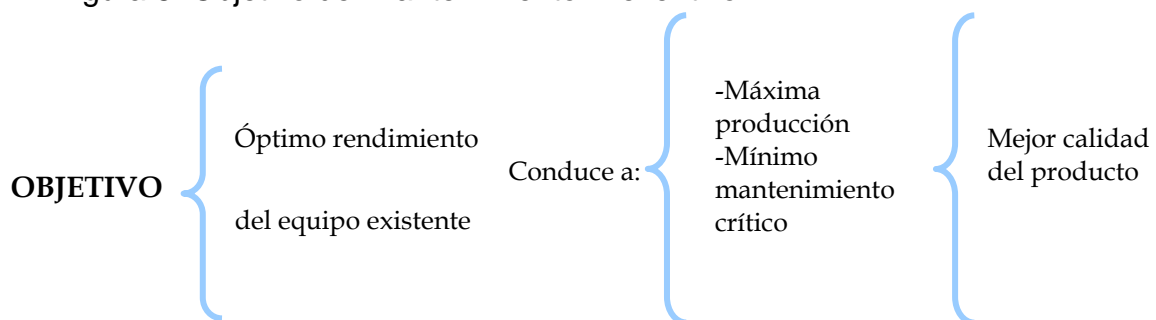 OBJETIVO
Óptimo rendimiento
del equipo existente
Conduce a:
-Máxima
producción
-Mínimo
mantenimiento
crítico
Mejor calidad
del producto